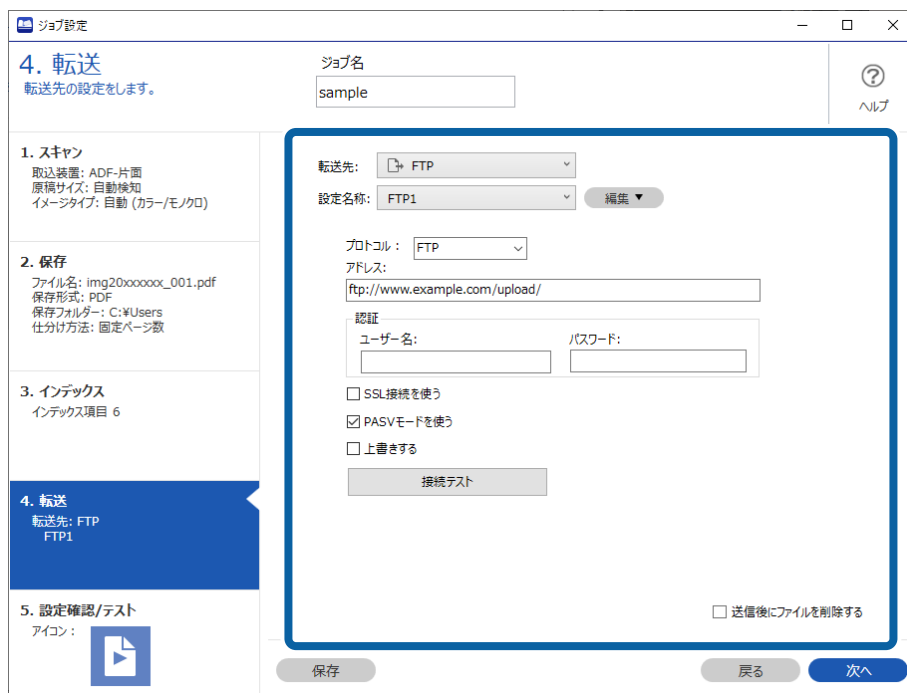 ジョブ設定
4. 転送
転送先の設定をします。
ジョブ名
sample
ヘルプ
1. スキャン
取込装置: ADF-片面
原稿サイズ: 自動検知
イメージタイプ: 自動 (カラー/モノクロ)
2. 保存
ファイル名: img20xxxxxx_001.pdf
保存形式: PDF
保存フォルダー: C:¥Users
仕分け方法: 固定ページ数
3. インデックス
インデックス項目 6
4. 転送
転送先: FTP
FTP1
5. 設定確認/テスト
アイコン :
転送先: FTP
設定名称: FTP1 編集 ▼
プロトコル : FTP
アドレス:
ftp://www.example.com/upload/
認証
ユーザー名: パスワード:
SSL接続を使う
PASVモードを使う
上書きする
接続テスト
送信後にファイルを削除する
保存 戻る 次へ